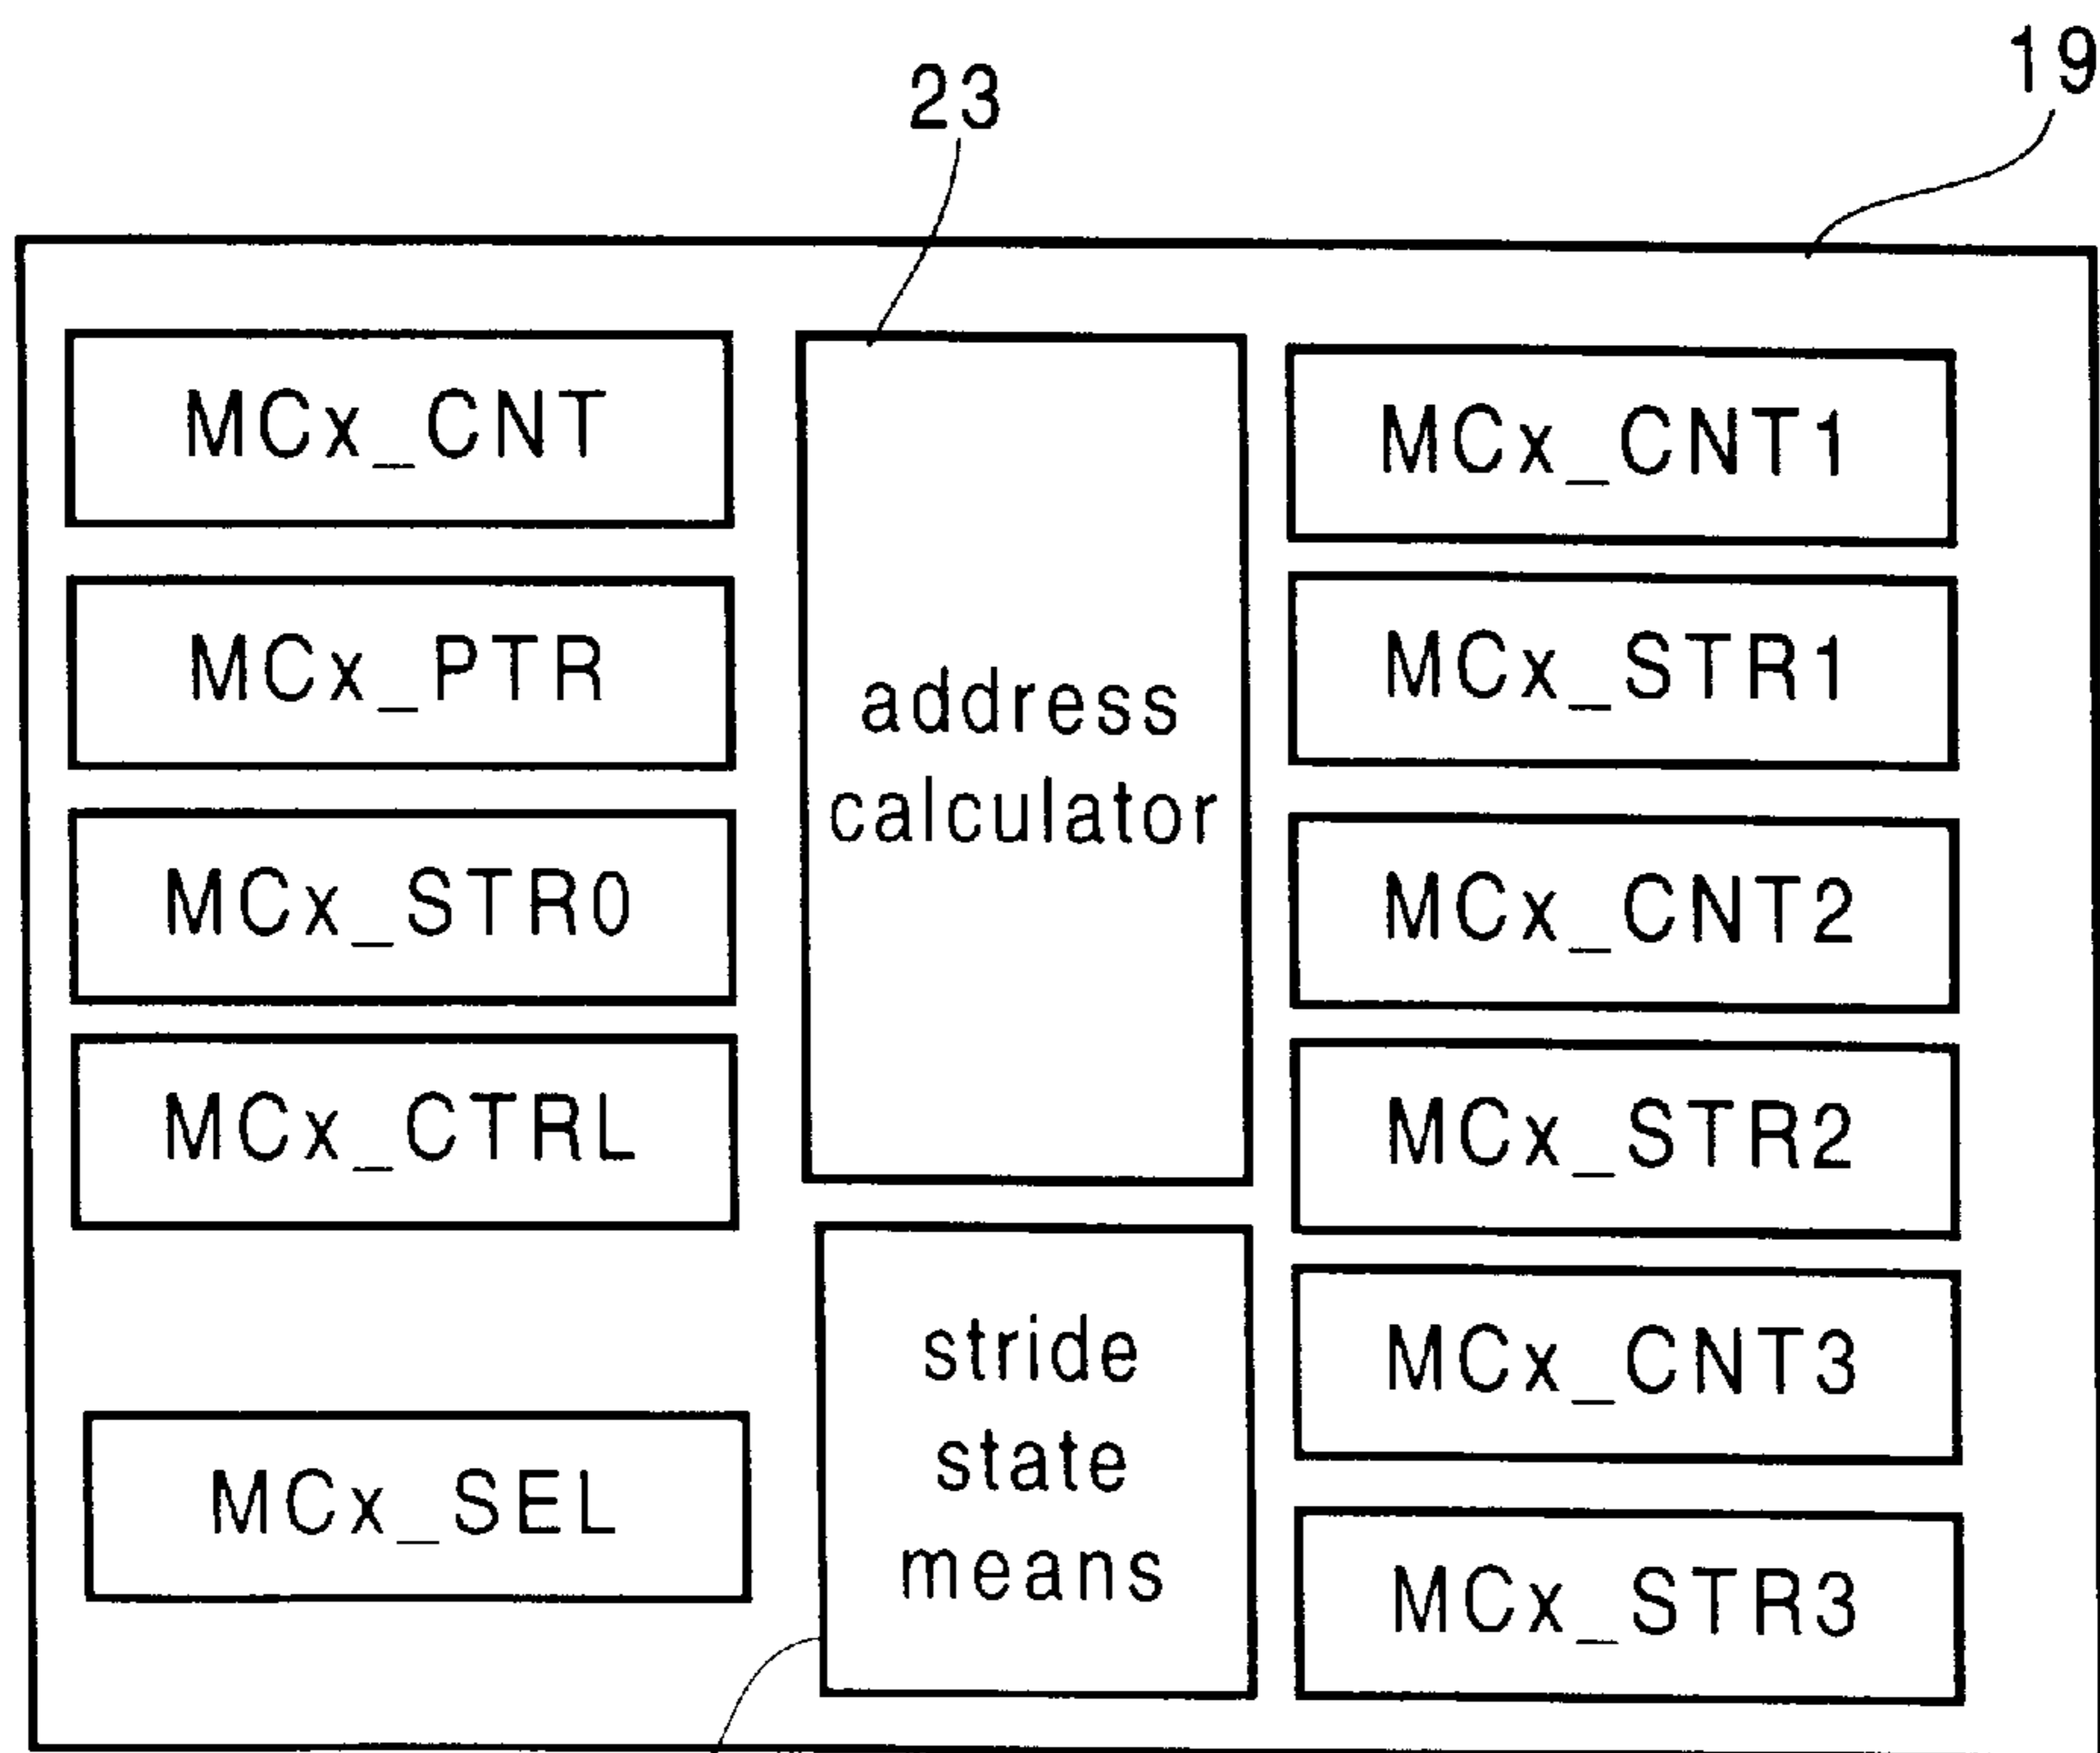 23
19
MCx_CNT
MCx_PTR
MCx_STR0
MCx_CTRL
MCx_SEL
address
calculator
stride
state
means
MCx_CNT1
MCx_STR1
MCx_CNT2
MCx_STR2
MCx_CNT3
MCx_STR3